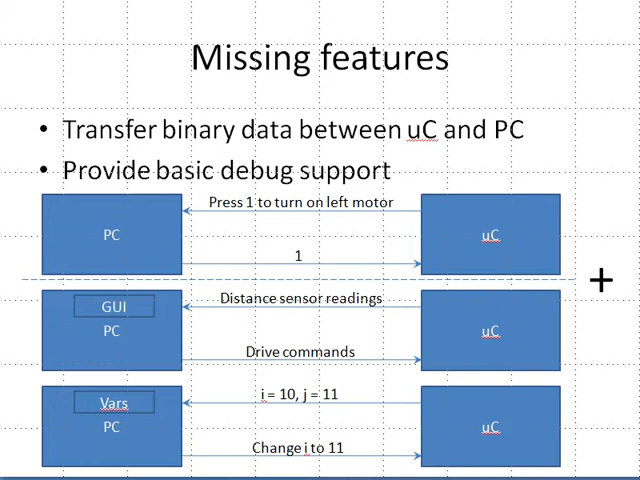 Missing features
• Transfer binary data between uC and PC
• Provide basic debug support
Press 1 to turn on left motor
PC
uC
1
+
Distance sensor readings
GUI
PC
uC
Drive commands
i = 10, j = 11
Vars
PC
uC
Change i to 11